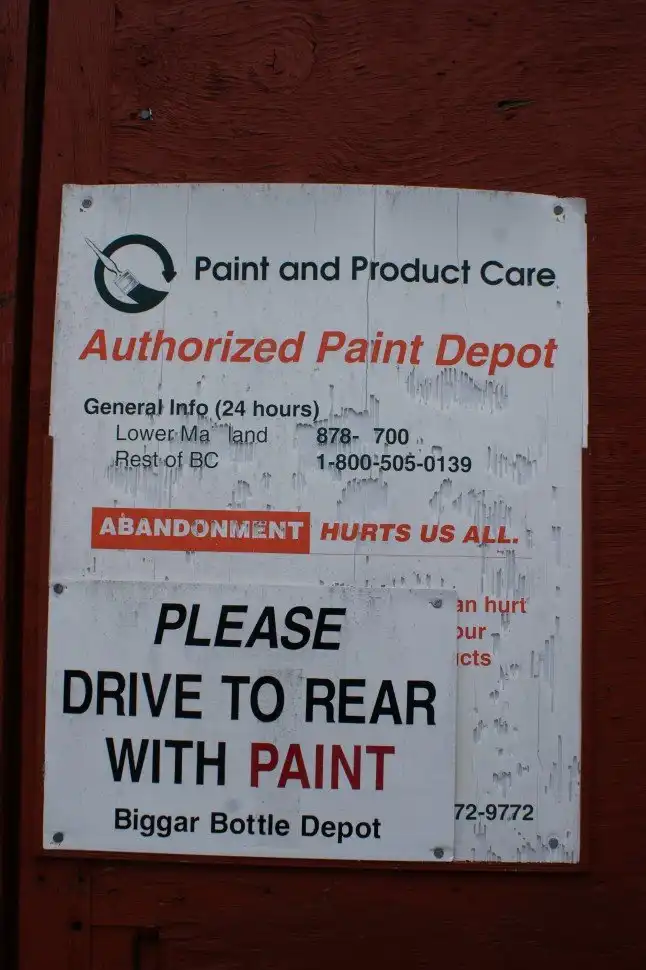 Paint and Product Care
Authorized Paint Depot
General Info (24 hours)
Lower Ma land 878- 700
Rest of BC 1-800-505-0139
ABANDONMENT HURTS US ALL.
an hurt
our
cts
PLEASE
DRIVE TO REAR
WITH PAINT
72-9772
Biggar Bottle Depot